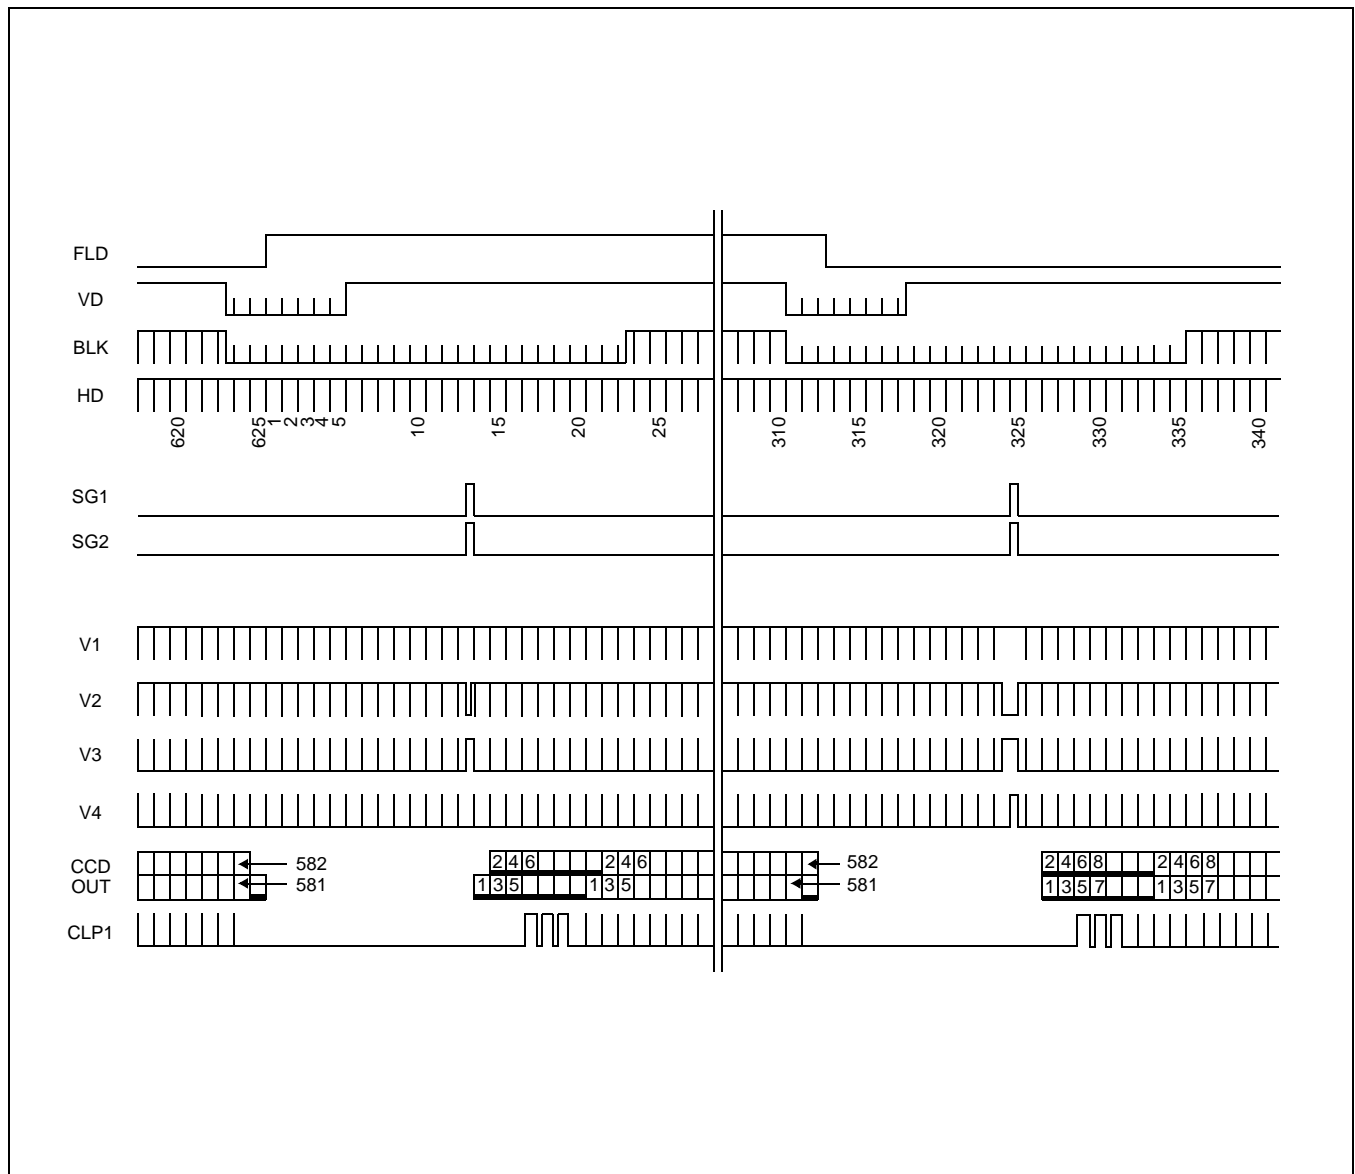 FLD
VD
BLK
HD
620 625 1 2 3 4 5 10 15 20 25 310 315 320 325 330 335 340
SG1
SG2
V1
V2
V3
V4
CCD OUT
582 2 4 6 2 4 6 582 2 4 6 8 2 4 6 8
581 1 3 5 1 3 5 581 1 3 5 7 1 3 5 7
CLP1